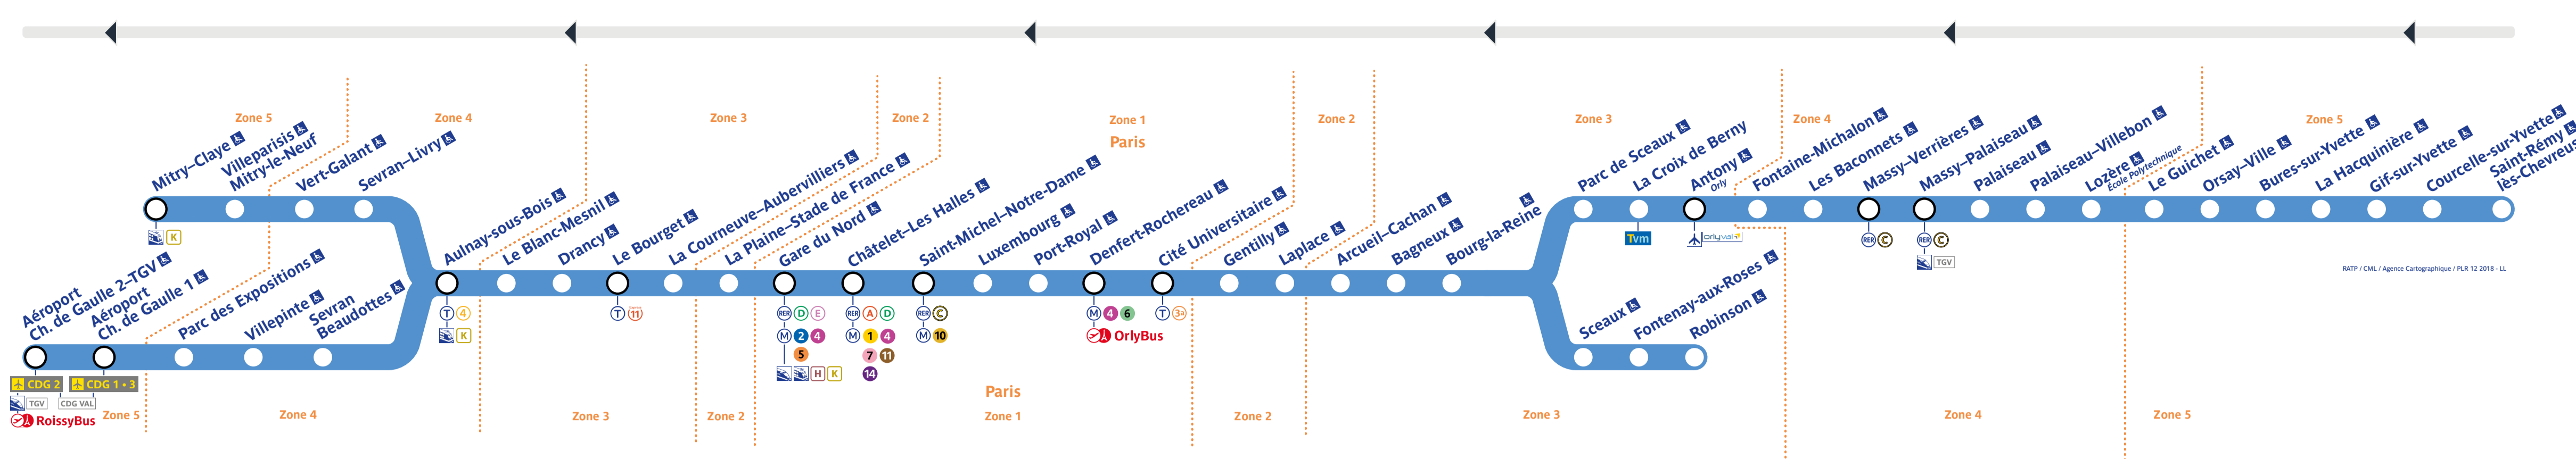 Zone 5
Zone 4
Zone 3
Zone 2
Zone 1
Paris
Zone 2
Zone 3
Zone 4
Zone 5
Mitry–Claye
Villeparisis
Mitry-le-Neuf
Vert-Galant
Sevran–Livry
K
Aéroport
Ch. de Gaulle 2–TGV
Aéroport
Ch. de Gaulle 1
Parc des Expositions
Villepinte
Sevran
Beaudottes
CDG 2
CDG 1 • 3
TGV
CDG VAL
RoissyBus
Aulnay-sous-Bois
T 4
K
Le Blanc-Mesnil
Drancy
Le Bourget
T 11
La Courneuve–Aubervilliers
La Plaine–Stade de France
Gare du Nord
RER D E
M 2 4
5
H K
Châtelet–Les Halles
RER A D
M 1 4
7 11
14
Saint-Michel–Notre-Dame
RER C
M 10
Luxembourg
Port-Royal
Denfert-Rochereau
M 4 6
OrlyBus
Cité Universitaire
T 3a
Gentilly
Laplace
Arcueil–Cachan
Bagneux
Bourg-la-Reine
Parc de Sceaux
La Croix de Berny
Tvm
Antony
Orly
orlyval
Fontaine-Michalon
Les Baconnets
Massy–Verrières
RER C
Massy–Palaiseau
RER C
TGV
Palaiseau
Palaiseau–Villebon
Lozère
École Polytechnique
Le Guichet
Orsay–Ville
Bures-sur-Yvette
La Hacquinière
Gif-sur-Yvette
Courcelle-sur-Yvette
Saint-Rémy
lès-Chevreus
Sceaux
Fontenay-aux-Roses
Robinson
RATP / CML / Agence Cartographique / PLR 12 2018 - LL
Zone 5
Zone 4
Zone 3
Zone 2
Paris
Zone 1
Zone 2
Zone 3
Zone 4
Zone 5